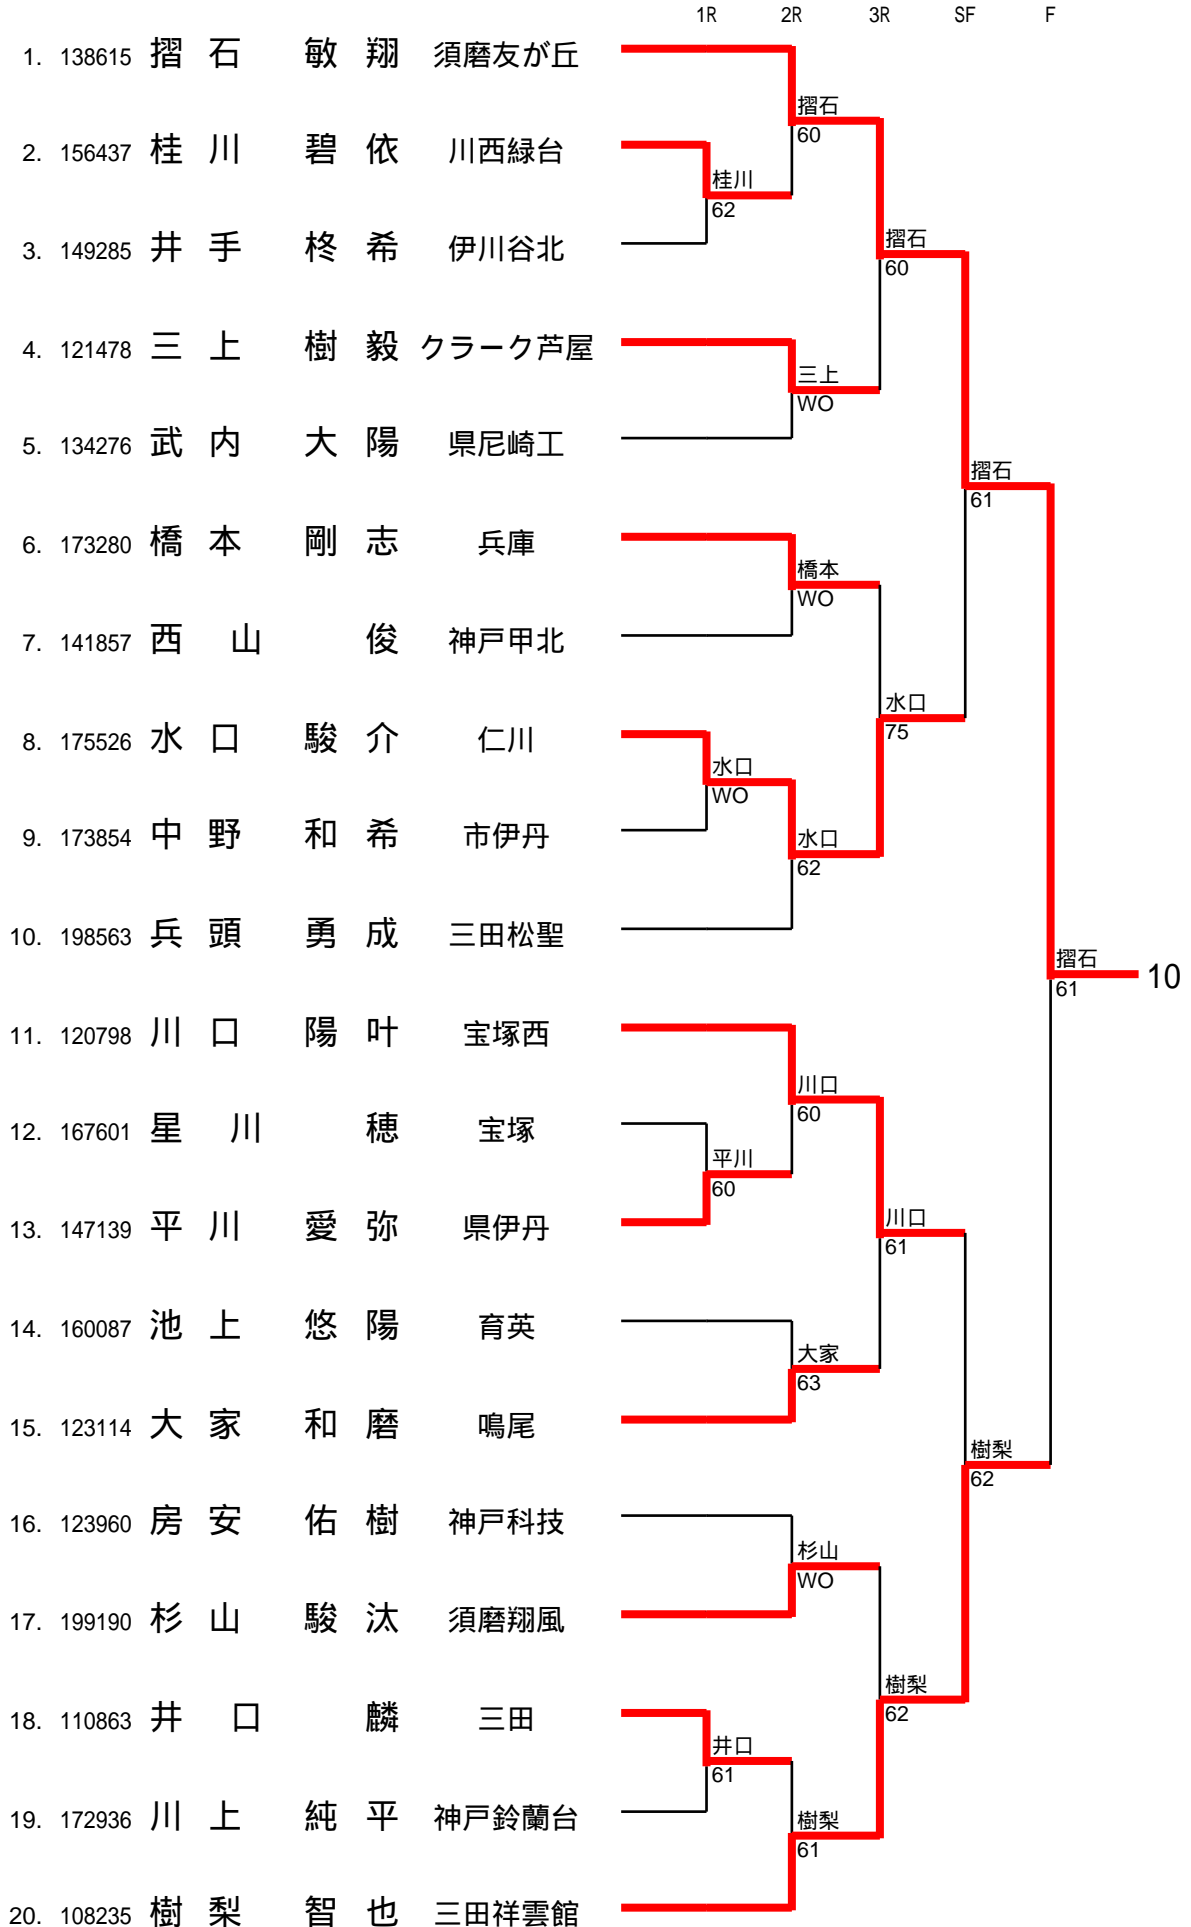 1R 2R 3R SF F
1. 138615 摺石 敏翔 須磨友が丘
摺石
60
2. 156437 桂川 碧依 川西緑台
桂川
62
3. 149285 井手 柊希 伊川谷北
摺石
60
4. 121478 三上 樹毅 クラーク芦屋
三上
WO
5. 134276 武内 大陽 県尼崎工
摺石
61
6. 173280 橋本 剛志 兵庫
橋本
WO
7. 141857 西山 俊 神戸甲北
水口
75
8. 175526 水口 駿介 仁川
水口
WO
9. 173854 中野 和希 市伊丹
水口
62
10. 198563 兵頭 勇成 三田松聖
摺石
61
10
11. 120798 川口 陽叶 宝塚西
川口
60
12. 167601 星川 穂 宝塚
平川
60
13. 147139 平川 愛弥 県伊丹
川口
61
14. 160087 池上 悠陽 育英
大家
63
15. 123114 大家 和磨 鳴尾
樹梨
62
16. 123960 房安 佑樹 神戸科技
杉山
WO
17. 199190 杉山 駿汰 須磨翔風
樹梨
62
18. 110863 井口 麟 三田
井口
61
19. 172936 川上 純平 神戸鈴蘭台
樹梨
61
20. 108235 樹梨 智也 三田祥雲館